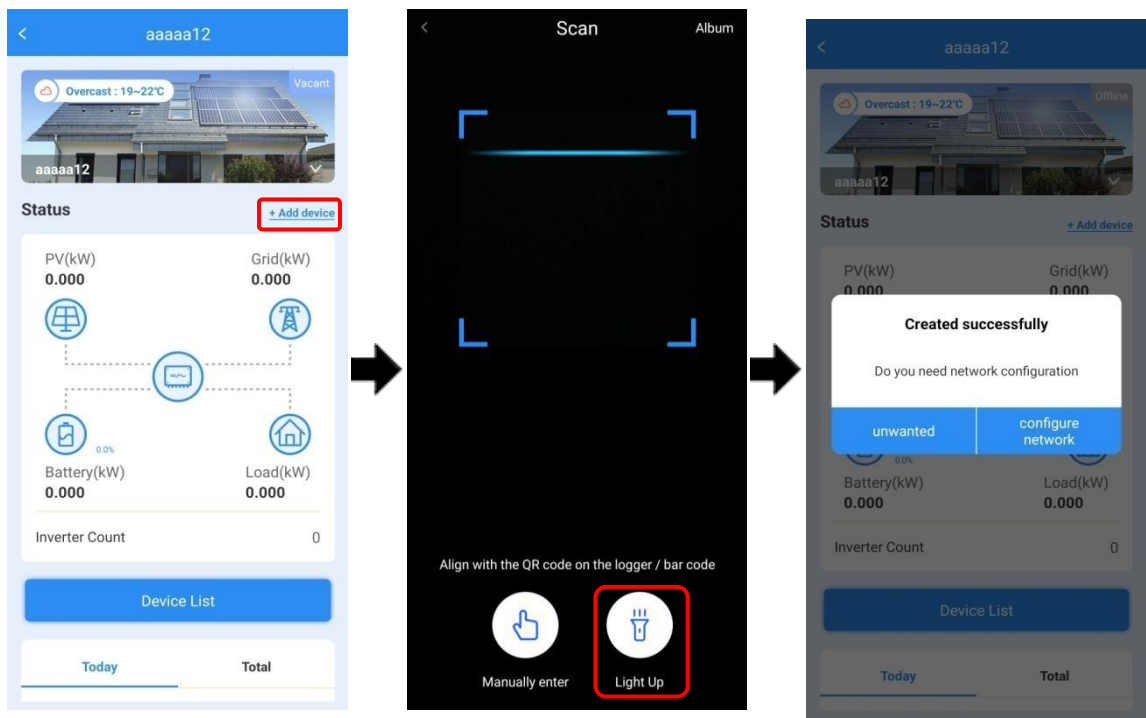 aaaaa12
Overcast : 19~22℃
Vacant
aaaaa12
Status
+ Add device
PV(kW)
Grid(kW)
0.000
0.000
0.0%
Battery(kW)
Load(kW)
0.000
0.000
Inverter Count
0
Device List
Today
Total
Scan
Album
Align with the QR code on the logger / bar code
Manually enter
Light Up
aaaaa12
Overcast : 19~22℃
Offline
aaaaa12
Status
+ Add device
PV(kW)
Grid(kW)
0.000
0.000
Created successfully
Do you need network configuration
unwanted
configure
network
0.0%
Battery(kW)
Load(kW)
0.000
0.000
Inverter Count
0
Device List
Today
Total